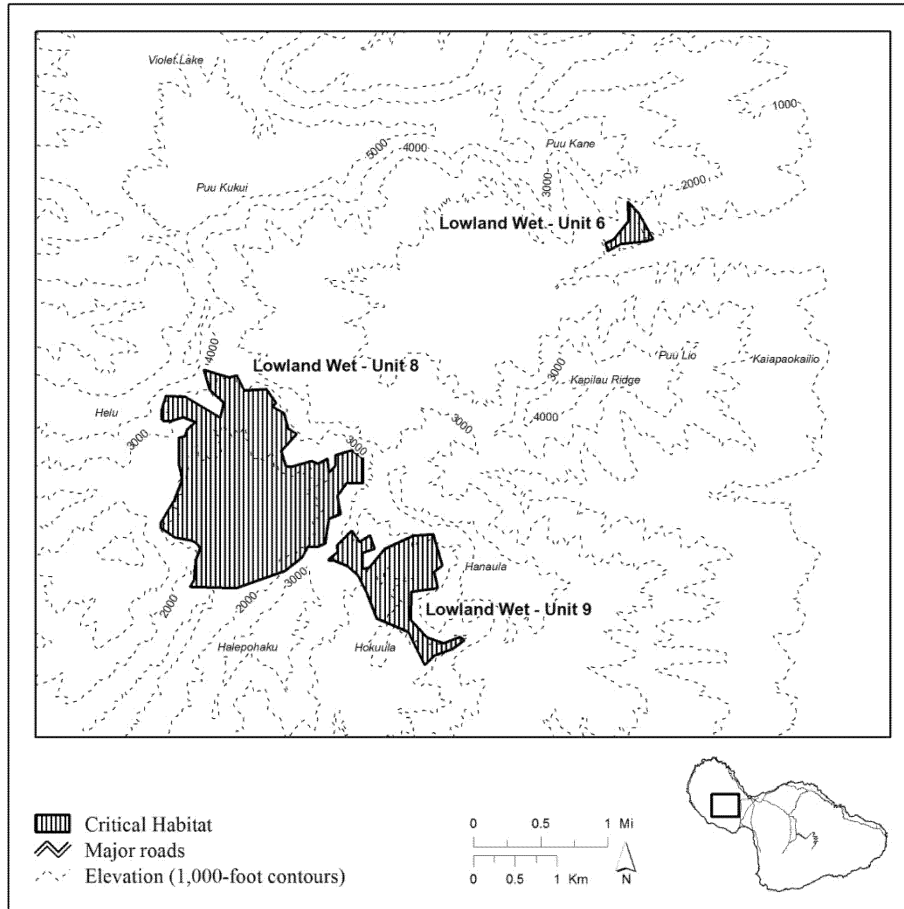 Violet Lake
1000
Puu Kane
5000
4000
3000
2000
Puu Kukui
Lowland Wet - Unit 6
4000
Lowland Wet - Unit 8
3000
Puu Lio
Kaiapaokailio
Kapilau Ridge
Helu
3000
3000
4000
3000
Hanaula
3000
2000
2000
Lowland Wet - Unit 9
Halepohaku
Hokuula
Critical Habitat
Major roads
Elevation (1,000-foot contours)
0 0.5 1 Mi
0 0.5 1 Km
N